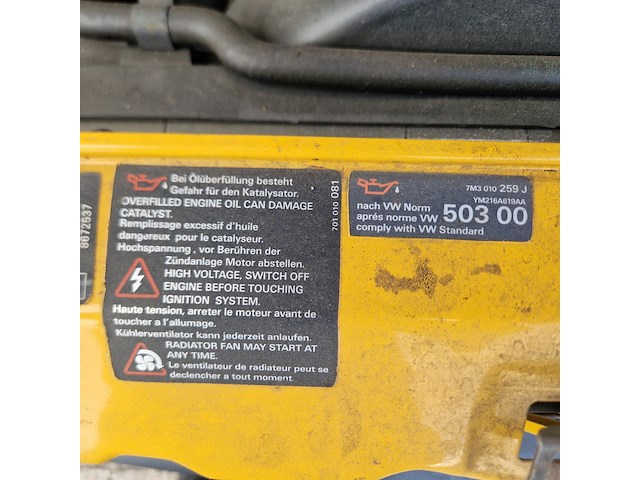 8672537
Bei Ölüberfüllung besteht
Gefahr für den Katalysator.
OVERFILLED ENGINE OIL CAN DAMAGE
CATALYST.
Remplissage excessif d'huile
dangereux pour le catalyseur.
Hochspannung, vor Berühren der
Zündanlage Motor abstellen.
HIGH VOLTAGE, SWITCH OFF
ENGINE BEFORE TOUCHING
IGNITION SYSTEM.
Haute tension, arreter le moteur avant de
toucher a l'allumage.
Kühlerventilator kann jederzeit anlaufen.
RADIATOR FAN MAY START AT
ANY TIME.
Le ventilateur de radiateur peut se
declencher a tout moment.
701 010 081
7M3 010 259 J
YM216A619AA
nach VW Norm
aprés norme VW 503 00
comply with VW Standard